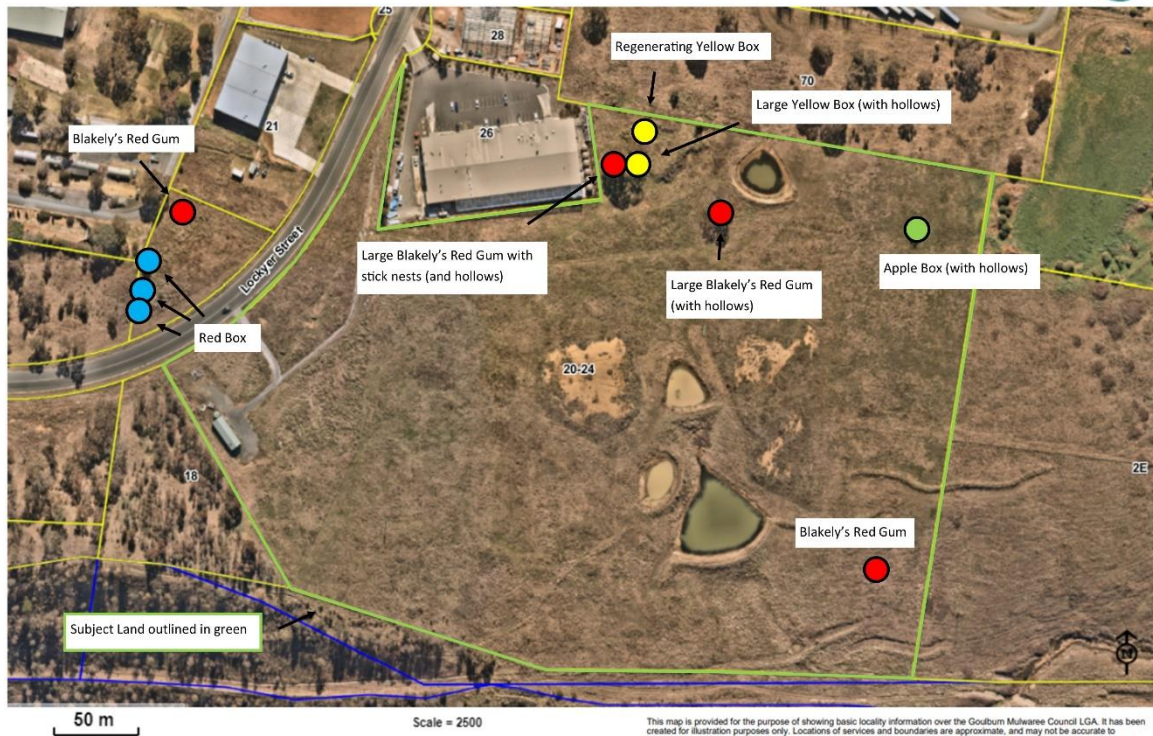 25
28
Regenerating Yellow Box
70
Large Yellow Box (with hollows)
Blakely's Red Gum
21
26
Lockyer Street
Large Blakely's Red Gum with
stick nests (and hollows)
Large Blakely's Red Gum
(with hollows)
Apple Box (with hollows)
Red Box
20-24
18
2E
Blakely's Red Gum
Subject Land outlined in green
N
50 m
Scale = 2500
This map is provided for the purpose of showing basic locality information over the Goulburn Mulwaree Council LGA. It has been
created for illustration purposes only. Locations of services and boundaries are approximate, and may not be accurate to